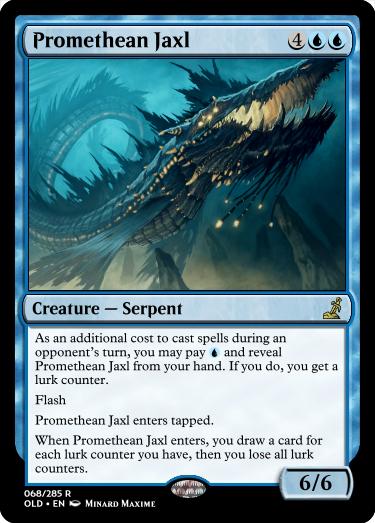 Promethean Jaxl 4
Creature — Serpent
As an additional cost to cast spells during an
opponent's turn, you may pay and reveal
Promethean Jaxl from your hand. If you do, you get a
lurk counter.
Flash
Promethean Jaxl enters tapped.
When Promethean Jaxl enters, you draw a card for
each lurk counter you have, then you lose all lurk
counters.
6/6
068/285 R
OLD • EN Minard Maxime